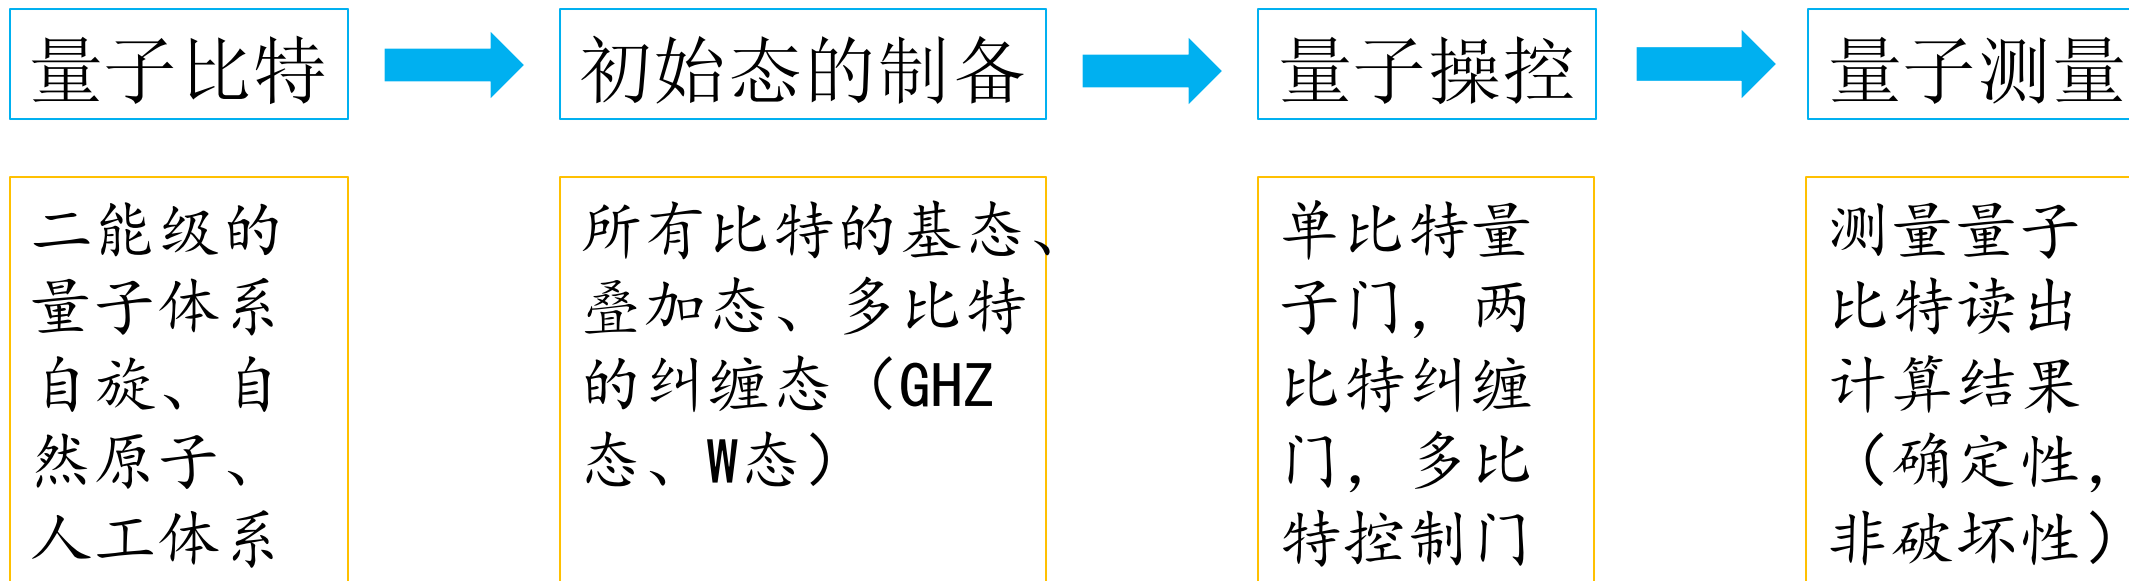 量子比特
初始态的制备
量子操控
量子测量
二能级的
量子体系
自旋、自
然原子、
人工体系
所有比特的基态、
叠加态、多比特
的纠缠态（GHZ
态、W态）
单比特量
子门，两
比特纠缠
门，多比
特控制门
测量量子
比特读出
计算结果
（确定性，
非破坏性）